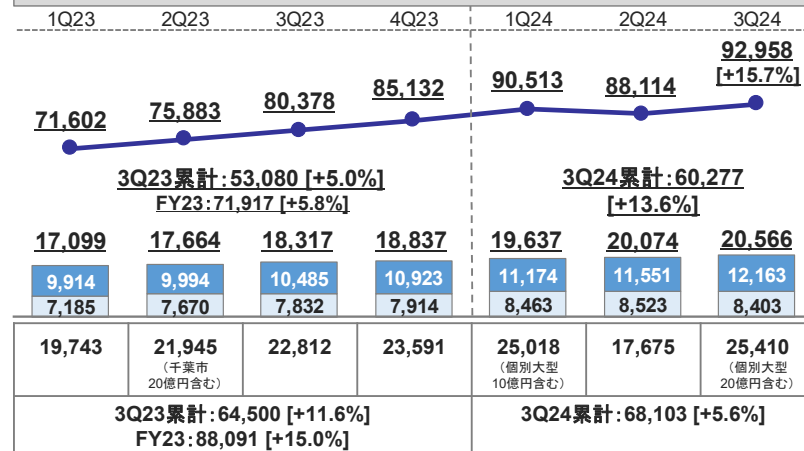 1Q23 2Q23 3Q23 4Q23 1Q24 2Q24 3Q24
71,602 75,883 80,378 85,132 90,513 88,114 92,958
[+15.7%]
3Q23累計:53,080 [+5.0%]
FY23:71,917 [+5.8%]
3Q24累計:60,277
[+13.6%]
17,099 17,664 18,317 18,837 19,637 20,074 20,566
9,914 9,994 10,485 10,923 11,174 11,551 12,163
7,185 7,670 7,832 7,914 8,463 8,523 8,403
19,743 21,945 22,812 23,591 25,018 17,675 25,410
(千葉市
20億円含む)
(個別大型
10億円含む)
(個別大型
20億円含む)
3Q23累計:64,500 [+11.6%]
FY23:88,091 [+15.0%]
3Q24累計:68,103 [+5.6%]